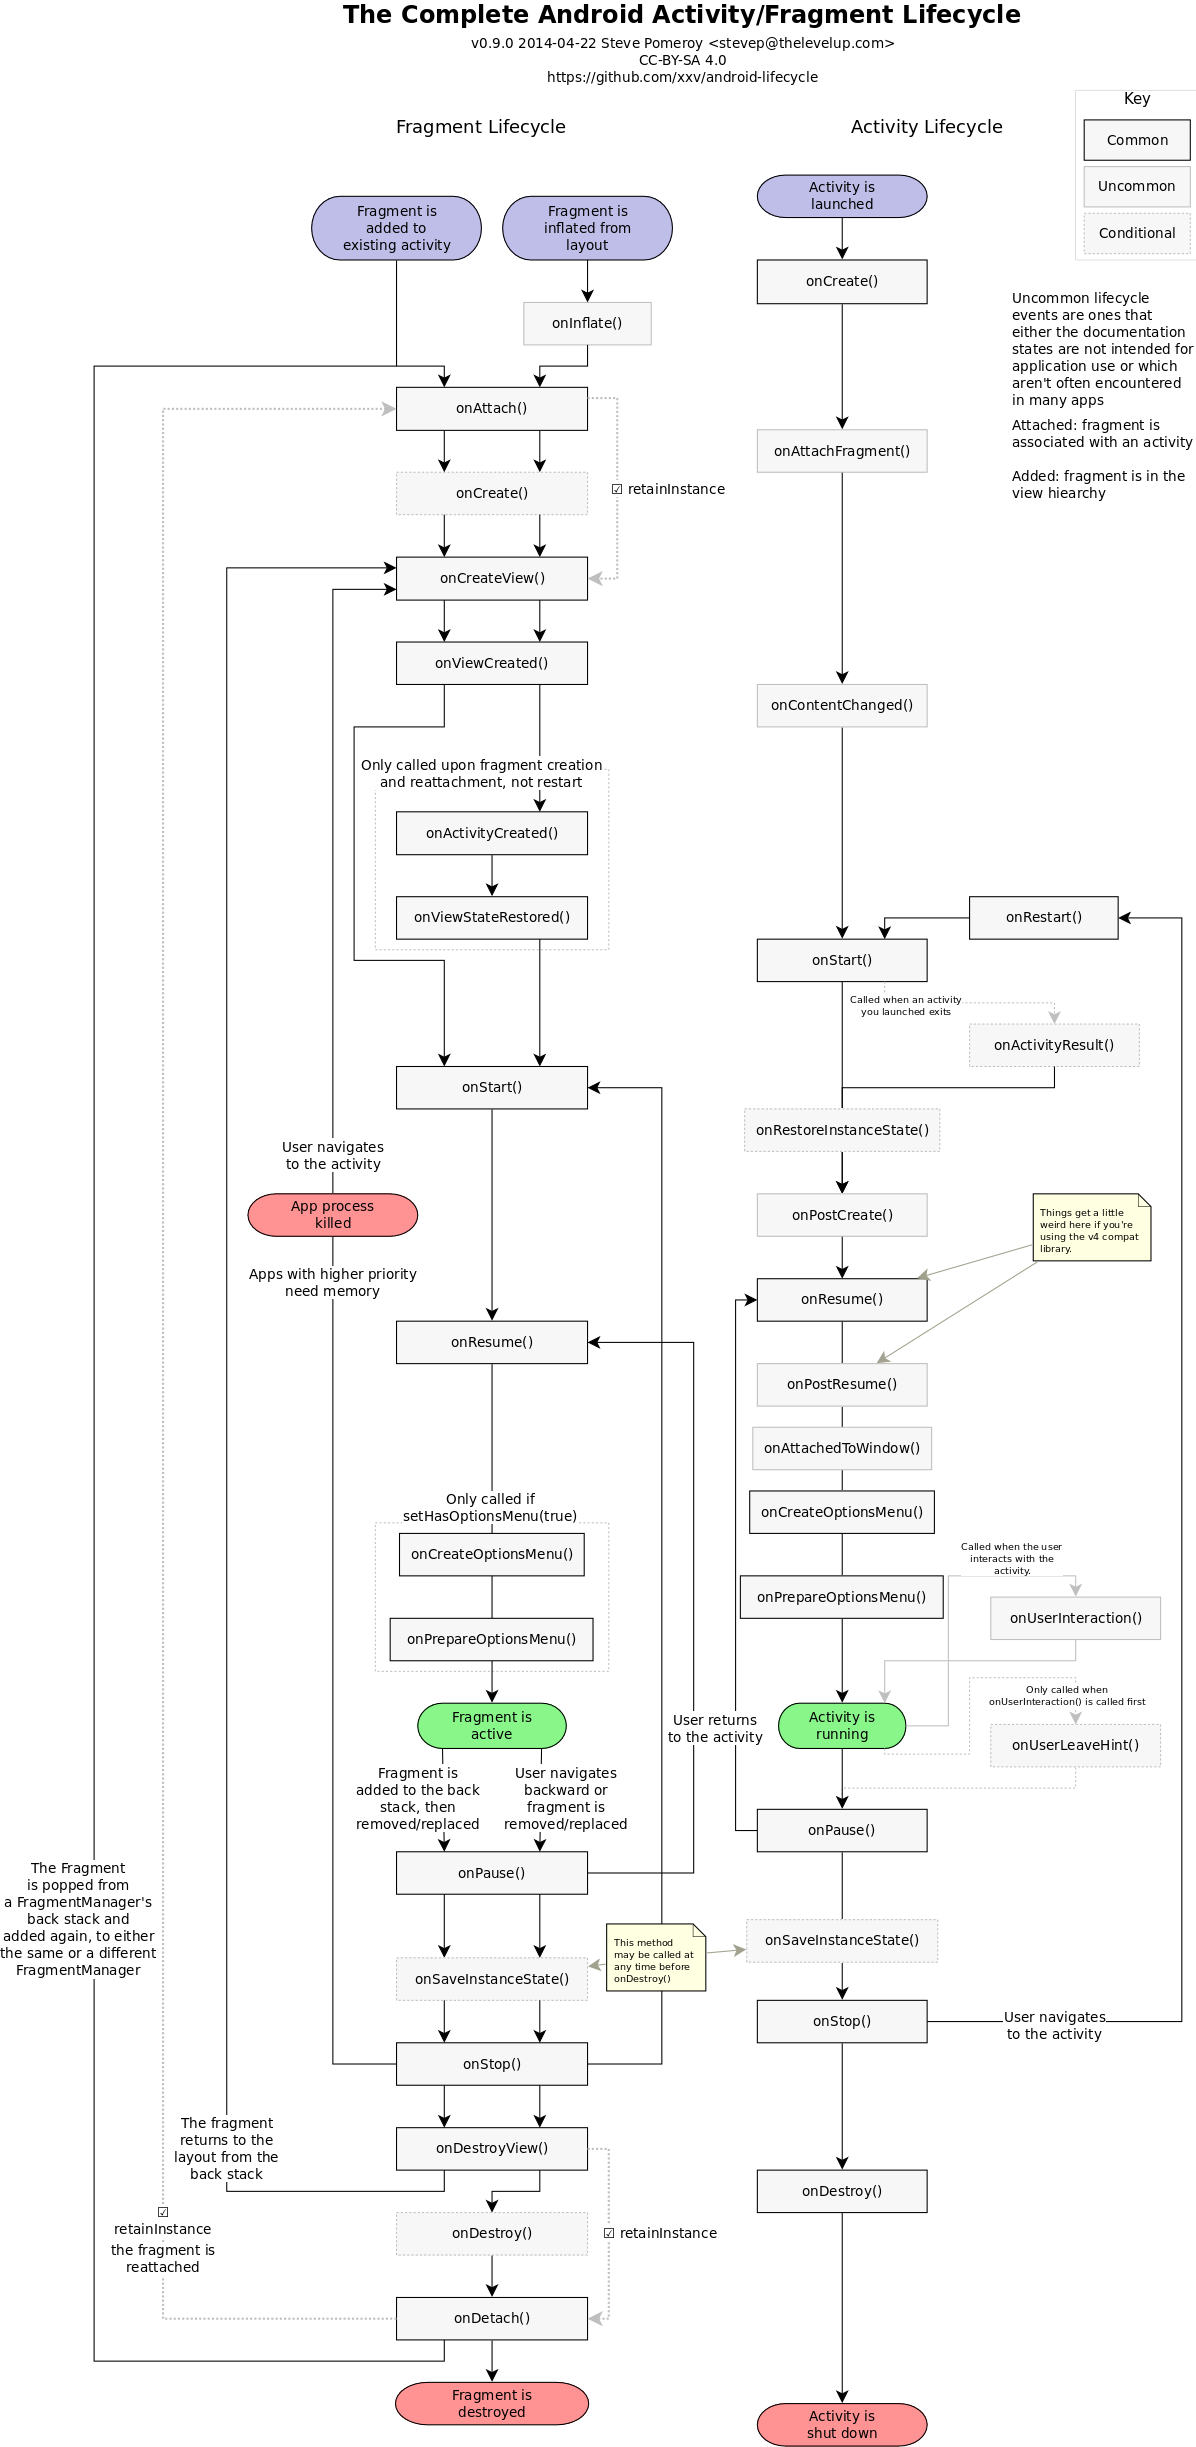 The Complete Android Activity/Fragment Lifecycle
v0.9.0 2014-04-22 Steve Pomeroy <stevep@thelevelup.com>
CC-BY-SA 4.0
https://github.com/xxv/android-lifecycle
Key
Common
Uncommon
Conditional
Uncommon lifecycle
events are ones that
either the documentation
states are not intended for
application use or which
aren't often encountered
in many apps
Attached: fragment is
associated with an activity
Added: fragment is in the
view hiearchy
Fragment Lifecycle
Fragment is
added to
existing activity
Fragment is
inflated from
layout
onInflate()
onAttach()
☑ retainInstance
onCreate()
onCreateView()
onViewCreated()
Only called upon fragment creation
and reattachment, not restart
onActivityCreated()
onViewStateRestored()
onStart()
User navigates
to the activity
App process
killed
Apps with higher priority
need memory
onResume()
Only called if
setHasOptionsMenu(true)
onCreateOptionsMenu()
onPrepareOptionsMenu()
Fragment is
active
Fragment is
added to the back
stack, then
removed/replaced
User navigates
backward or
fragment is
removed/replaced
onPause()
The Fragment
is popped from
a FragmentManager's
back stack and
added again, to either
the same or a different
FragmentManager
This method
may be called at
any time before
onDestroy()
onSaveInstanceState()
onStop()
The fragment
returns to the
layout from the
back stack
onDestroyView()
☑
retainInstance
the fragment is
reattached
onDestroy()
☑ retainInstance
onDetach()
Fragment is
destroyed
Activity Lifecycle
Activity is
launched
onCreate()
onAttachFragment()
onContentChanged()
onRestart()
onStart()
Called when an activity
you launched exits
onActivityResult()
onRestoreInstanceState()
onPostCreate()
Things get a little
weird here if you're
using the v4 compat
library.
onResume()
onPostResume()
onAttachedToWindow()
onCreateOptionsMenu()
Called when the user
interacts with the
activity.
onPrepareOptionsMenu()
onUserInteraction()
Only called when
onUserInteraction() is called first
User returns
to the activity
Activity is
running
onUserLeaveHint()
onPause()
onSaveInstanceState()
onStop()
User navigates
to the activity
onDestroy()
Activity is
shut down